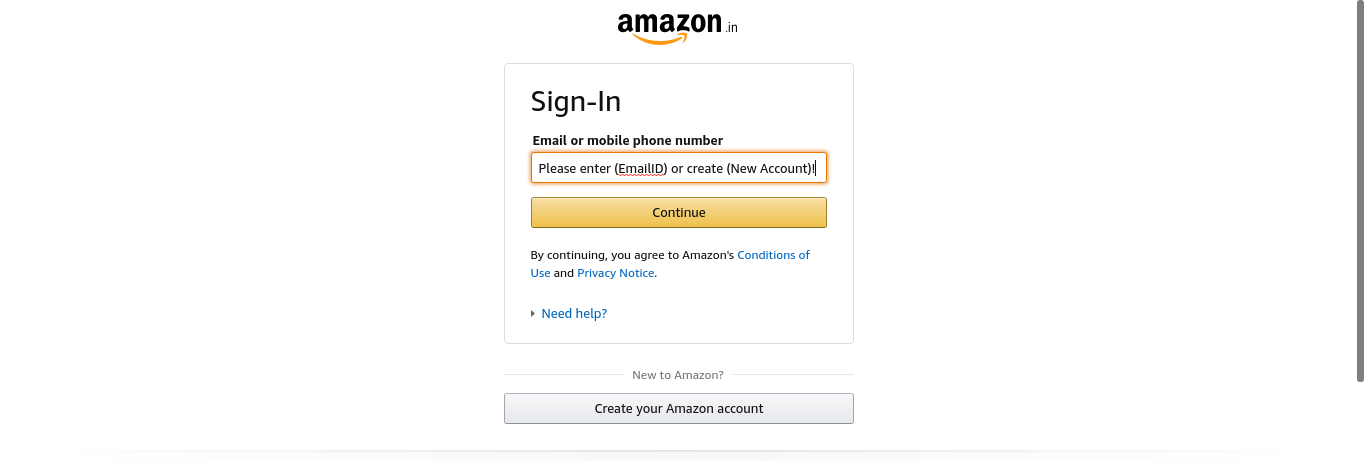 amazon.in
Sign-In
Email or mobile phone number
Please enter (EmailID) or create (New Account)!
Continue
By continuing, you agree to Amazon's Conditions of
Use and Privacy Notice.
Need help?
New to Amazon?
Create your Amazon account